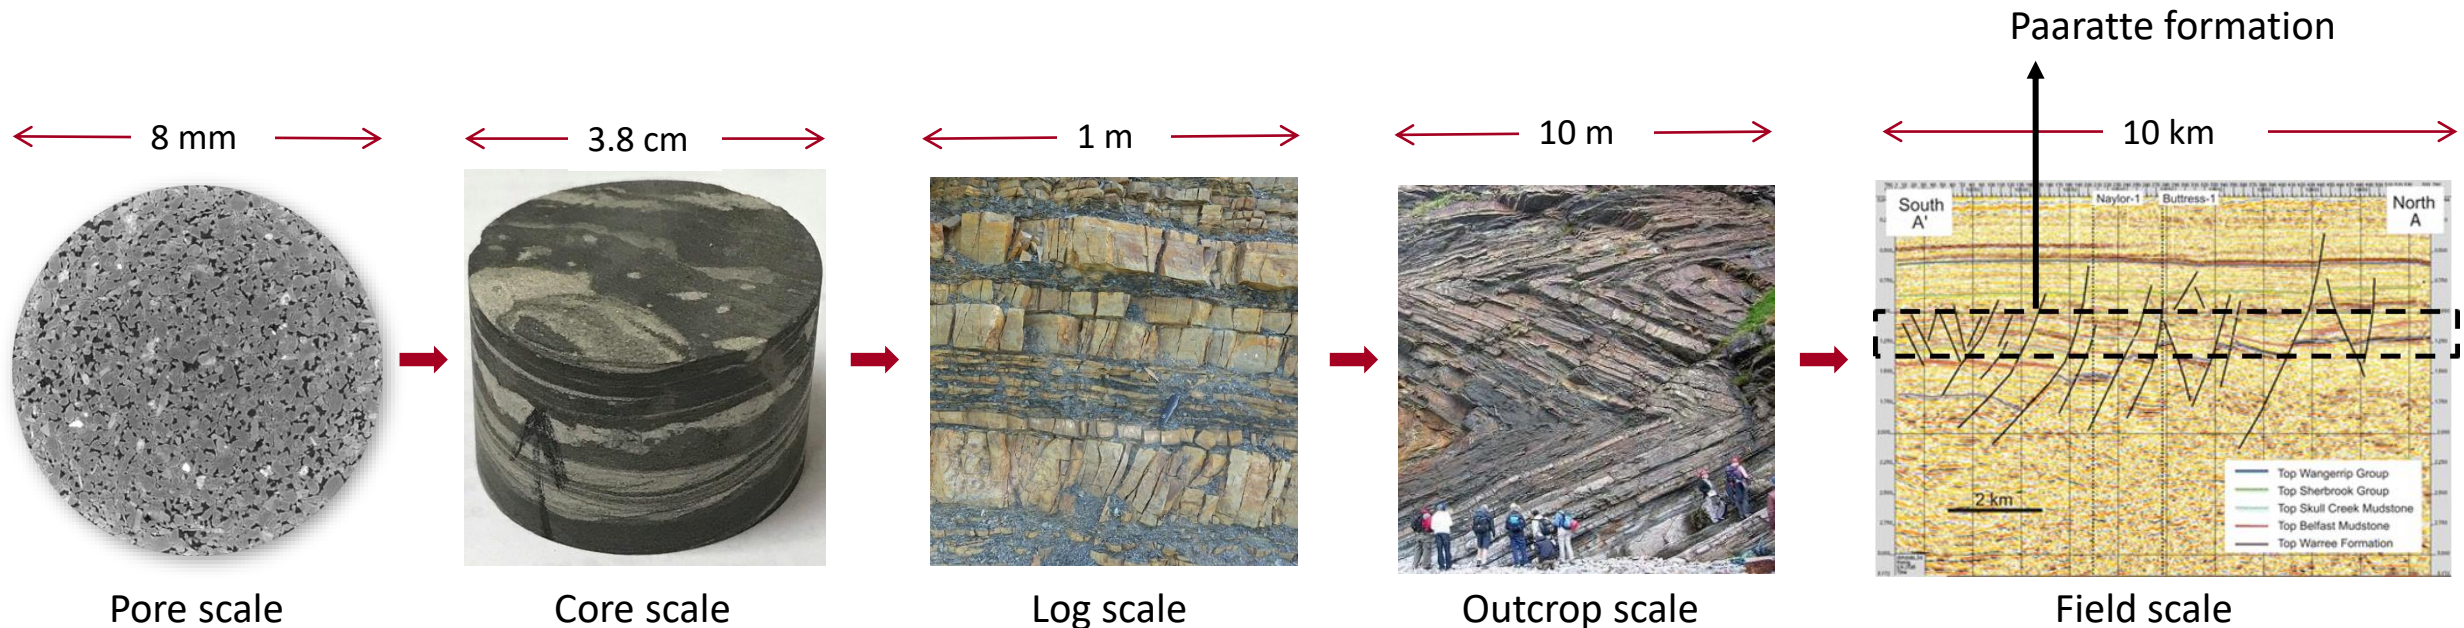 Paaratte formation
8 mm
3.8 cm
1 m
10 m
10 km
South
A'
Naylor-1
Buttress-1
North
A
2 km
Top Wangerrip Group
Top Sherbrook Group
Top Skull Creek Mudstone
Top Belfast Mudstone
Top Warree Formation
Pore scale
Core scale
Log scale
Outcrop scale
Field scale